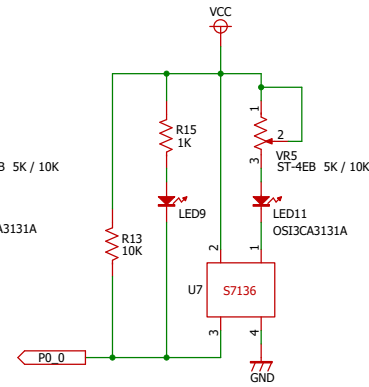 VCC
1
R15
1K
2
VR5
3
ST-4EB 5K / 10K
B 5K / 10K
LED9
LED11
A3131A
OSI3CA3131A
R13
10K
2
1
U7
S7136
3
4
P0_0
GND